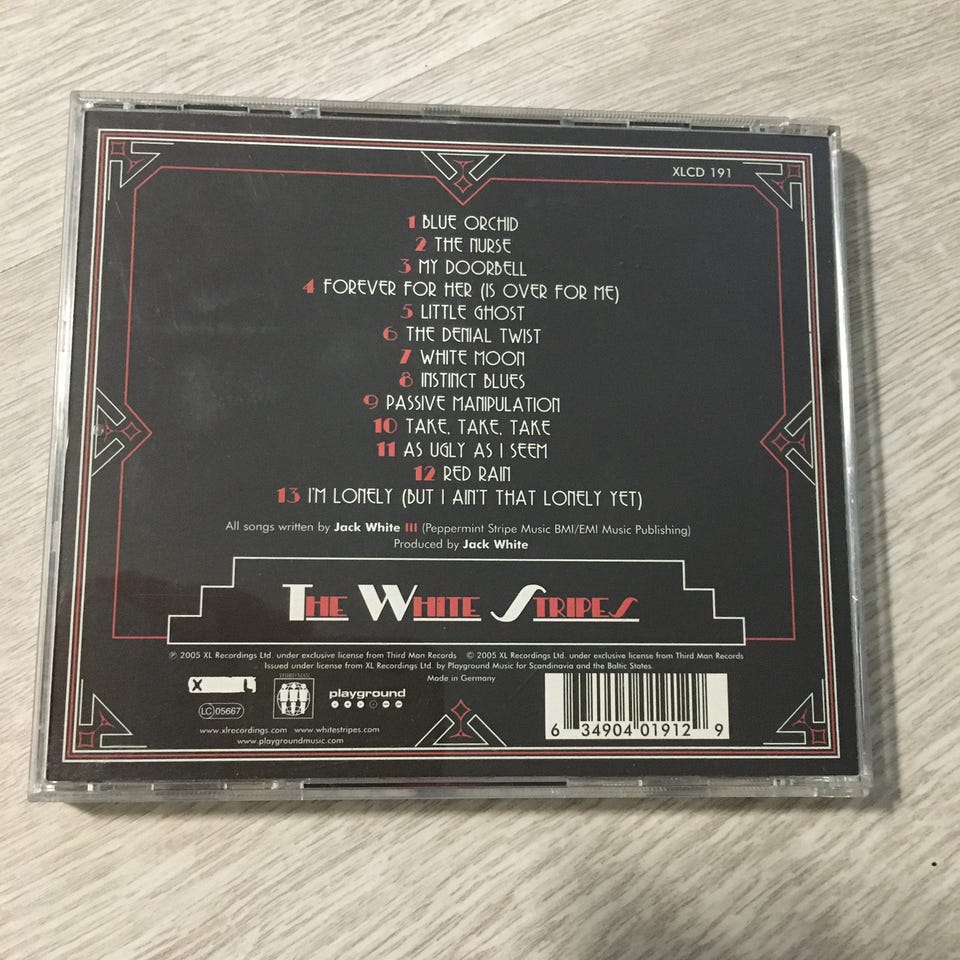 XLCD 191
1 BLUE ORCHID
2 THE NURSE
3 MY DOORBELL
4 FOREVER FOR HER (IS OVER FOR ME)
5 LITTLE GHOST
6 THE DENIAL TWIST
7 WHITE MOON
8 INSTINCT BLUES
9 PASSIVE MANIPULATION
10 TAKE, TAKE, TAKE
11 AS UGLY AS I SEEM
12 RED RAIN
13 I'M LONELY (BUT I AIN'T THAT LONELY YET)
All songs written by Jack White III (Peppermint Stripe Music BMI/EMI Music Publishing)
Produced by Jack White
THE WHITE STRIPES
℗ 2005 XL Recordings Ltd. under exclusive license from Third Man Records © 2005 XL Recordings Ltd. under exclusive license from Third Man Records
Issued under license from XL Recordings Ltd. by Playground Music for Scandinavia and the Baltic States.
Made in Germany
X L
THIRD MAN
playground
LC 05667
www.xlrecordings.com www.whitestripes.com
www.playgroundmusic.com
6 34904 01912 9